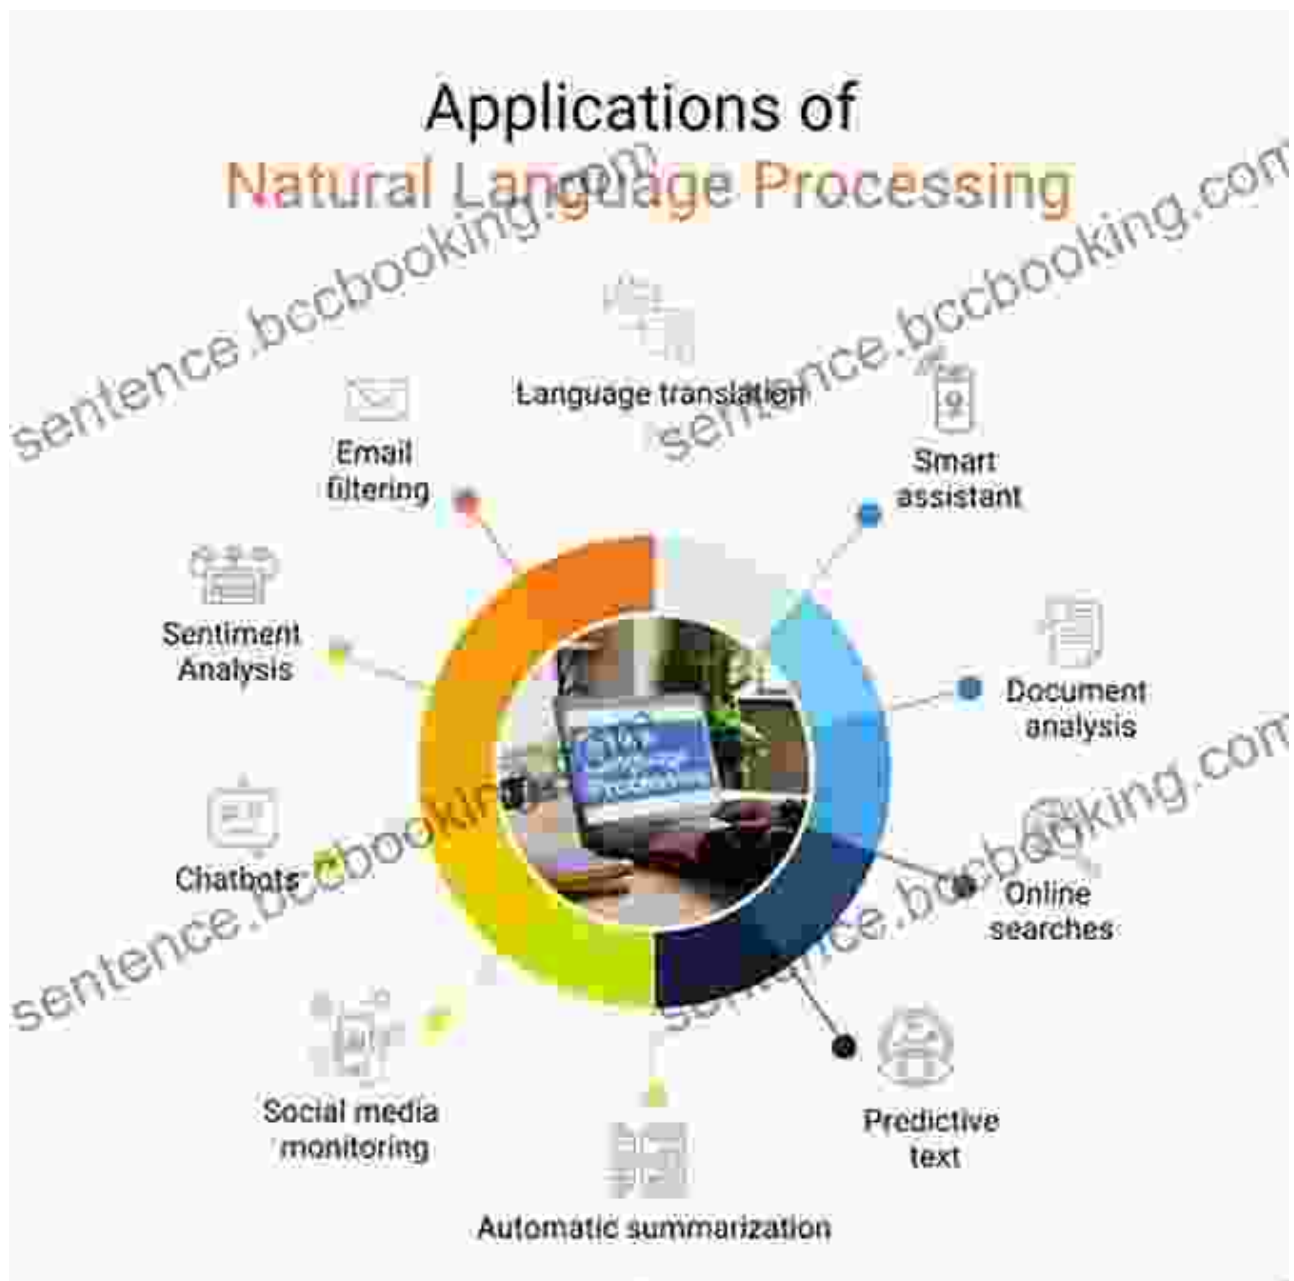 Applications of
Natural Language Processing
Language translation
Email
filtering
Smart
assistant
Sentiment
Analysis
Document
analysis
Chatbots
Online
searches
Social media
monitoring
Predictive
text
Automatic summarization
sentence.bccbooking.com
sentence.bccbooking.com
sentence.bccbooking.com
sentence.bccbooking.com